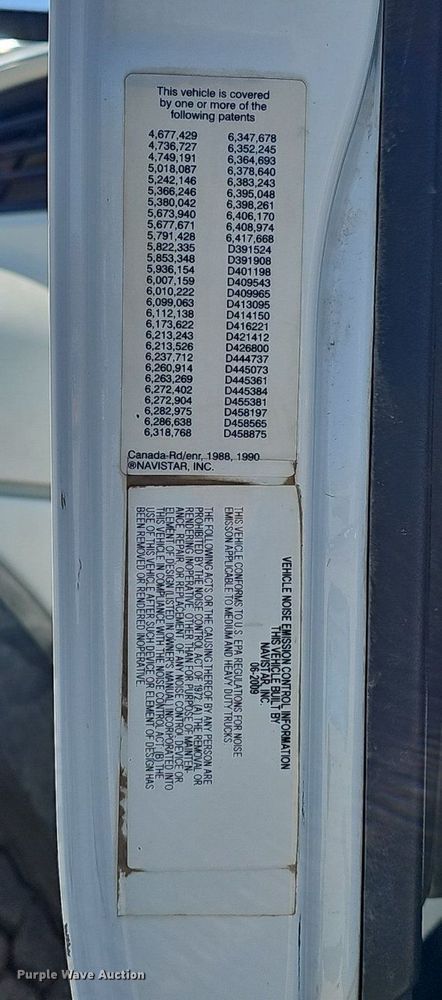 This vehicle is covered
by one or more of the
following patents
4,677,429
4,736,727
4,749,191
5,018,087
5,242,146
5,366,246
5,380,042
5,673,940
5,677,671
5,791,428
5,822,335
5,853,348
5,936,154
6,007,159
6,010,222
6,099,063
6,112,138
6,173,622
6,213,243
6,213,526
6,237,712
6,260,914
6,263,269
6,272,402
6,272,904
6,282,975
6,286,638
6,318,768
6,347,678
6,352,245
6,364,693
6,378,640
6,383,243
6,395,048
6,398,261
6,406,170
6,408,974
6,417,668
D391524
D391908
D401198
D409543
D409965
D413095
D414150
D416221
D421412
D426800
D444737
D445073
D445361
D445384
D455381
D458197
D458565
D458875
Canada-Rd/enr, 1988, 1990
®NAVISTAR, INC.
VEHICLE NOISE EMISSION CONTROL INFORMATION
THIS VEHICLE BUILT BY
NAVISTAR, INC.
06-2009
THIS VEHICLE CONFORMS TO U.S. EPA REGULATIONS FOR NOISE
EMISSION APPLICABLE TO MEDIUM AND HEAVY DUTY TRUCKS
THE FOLLOWING ACTS OR THE CAUSING THEREOF BY ANY PERSON ARE
PROHIBITED BY THE NOISE CONTROL ACT OF 1972: (A) THE REMOVAL OR
RENDERING INOPERATIVE, OTHER THAN FOR PURPOSE OF MAINTEN-
ANCE, REPAIR, OR REPLACEMENT OF ANY NOISE CONTROL DEVICE OR
ELEMENT OF DESIGN (LISTED IN OWNERS MANUAL) INCORPORATED INTO
THIS VEHICLE IN COMPLIANCE WITH THE NOISE CONTROL ACT; (B) THE
USE OF THIS VEHICLE AFTER SUCH DEVICE OR ELEMENT OF DESIGN HAS
BEEN REMOVED OR RENDERED INOPERATIVE.
Purple Wave Auction